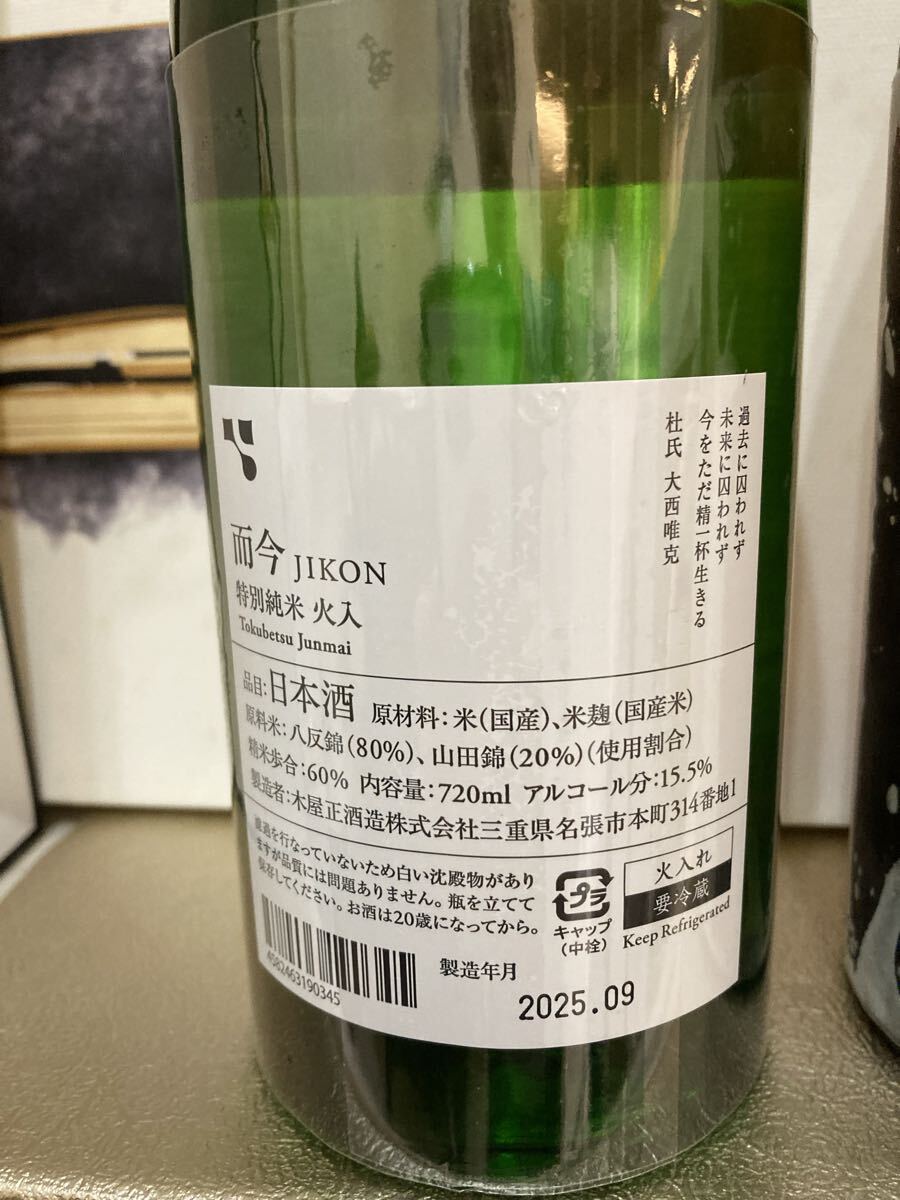 過去に囚われず
未来に囚われず
今をただ精一杯生きる
杜氏 大西唯克
而今 JIKON
特別純米 火入
Tokubetsu Junmai
品目:日本酒 原材料:米(国産)、米麹(国産米)
原料米:八反錦(80%)、山田錦(20%)(使用割合)
精米歩合:60% 内容量:720ml アルコール分:15.5%
製造者:木屋正酒造株式会社三重県名張市本町314番地1
濾過を行なっていないため白い沈殿物があり
ますが品質には問題ありません。瓶を立てて
保存してください。お酒は20歳になってから。
プラ
キャップ
(中栓)
火入れ
要冷蔵
Keep Refrigerated
4582463190345
製造年月
2025.09